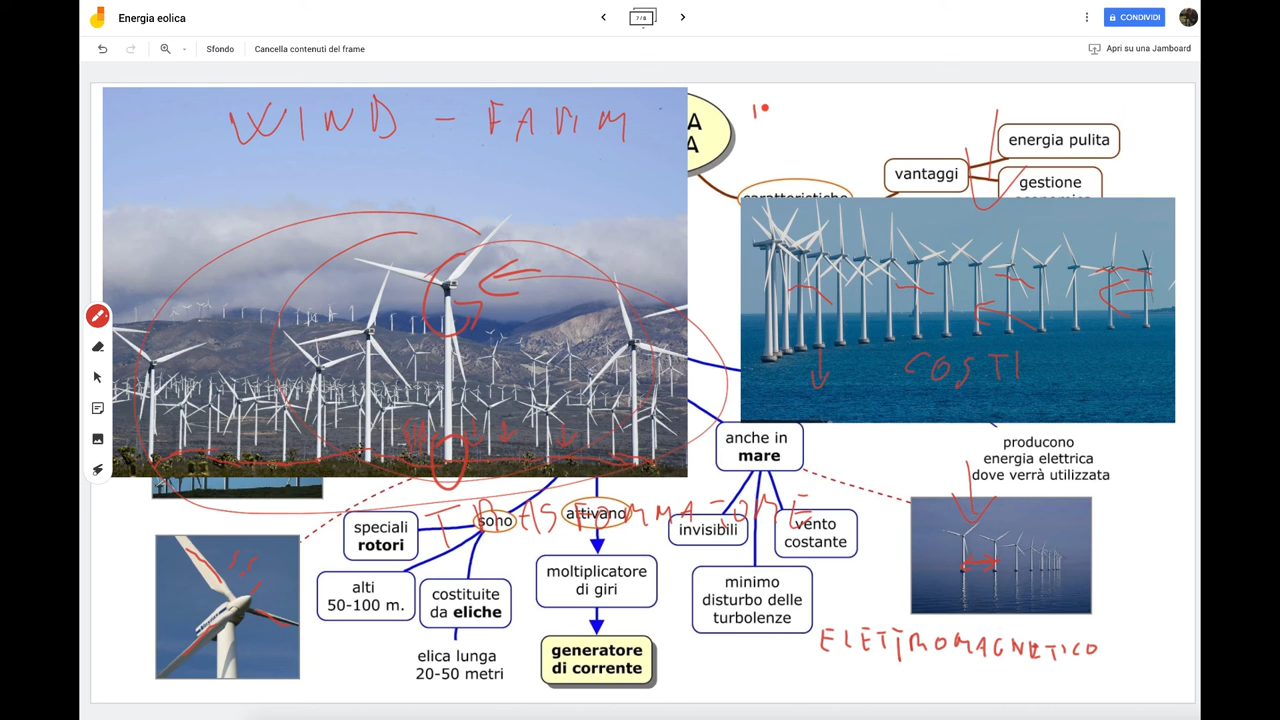 Energia eolica
7 / 8
CONDIVIDI
Sfondo
Cancella contenuti del frame
Apri su una Jamboard
WIND - FARM
A
A
energia pulita
vantaggi
gestione
caratteristiche
COSTI
anche in
mare
producono
energia elettrica
dove verrà utilizzata
speciali
rotori
sono
attivano
TRASFORMATORE
invisibili
vento
costante
alti
50-100 m.
costituite
da eliche
moltiplicatore
di giri
minimo
disturbo delle
turbolenze
elica lunga
20-50 metri
generatore
di corrente
ELETTROMAGNETICO